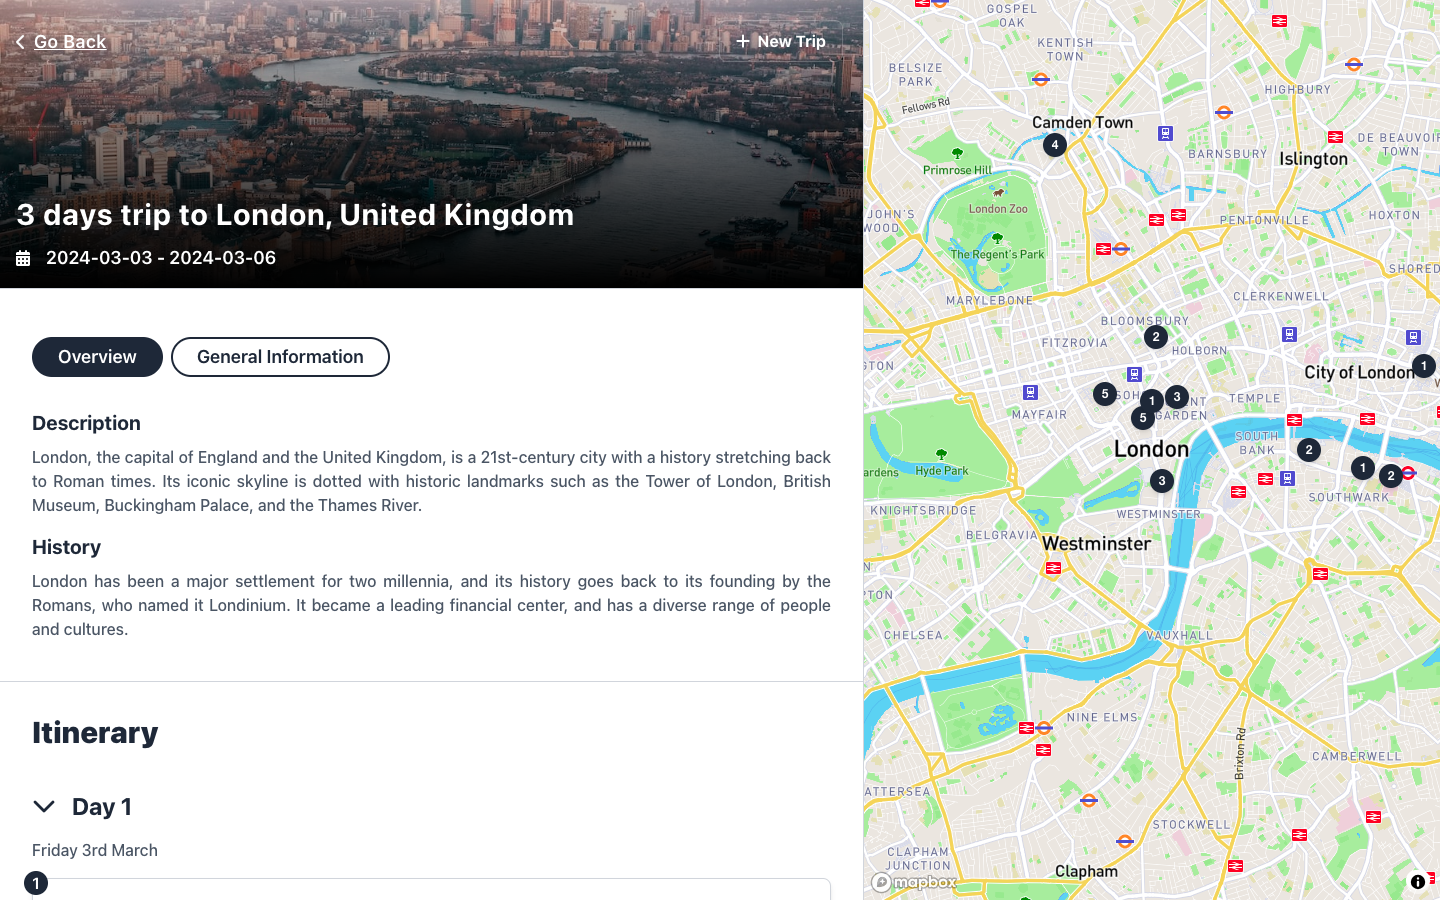 Go Back
New Trip
3 days trip to London, United Kingdom
2024-03-03 - 2024-03-06
Overview
General Information
Description
London, the capital of England and the United Kingdom, is a 21st-century city with a history stretching back
to Roman times. Its iconic skyline is dotted with historic landmarks such as the Tower of London, British
Museum, Buckingham Palace, and the Thames River.
History
London has been a major settlement for two millennia, and its history goes back to its founding by the
Romans, who named it Londinium. It became a leading financial center, and has a diverse range of people
and cultures.
Itinerary
Day 1
Friday 3rd March
1
GOSPEL
OAK
KENTISH
TOWN
BELSIZE
PARK
HIGHBURY
Fellows Rd
Camden Town
4
DE BEAUVOIR
TOWN
BARNSBURY
Islington
Primrose Hill
London Zoo
JOHN'S
WOOD
PENTONVILLE
HOXTON
The Regent's Park
SHORED
MARYLEBONE
CLERKENWELL
BLOOMSBURY
2
FITZROVIA
HOLBORN
GTON
City of London
1
5
SOH
1
3
NT
GARDEN
5
TEMPLE
MAYFAIR
SOUTH
BANK
London
2
ardens
Hyde Park
1
2
3
SOUTHWARK
KNIGHTSBRIDGE
WESTMINSTER
BELGRAVIA
Westminster
N
PTON
CHELSEA
VAUXHALL
NINE ELMS
Brixton Rd
CAMBERWELL
ATTERSEA
STOCKWELL
CLAPHAM
JUNCTION
Clapham
mapbox